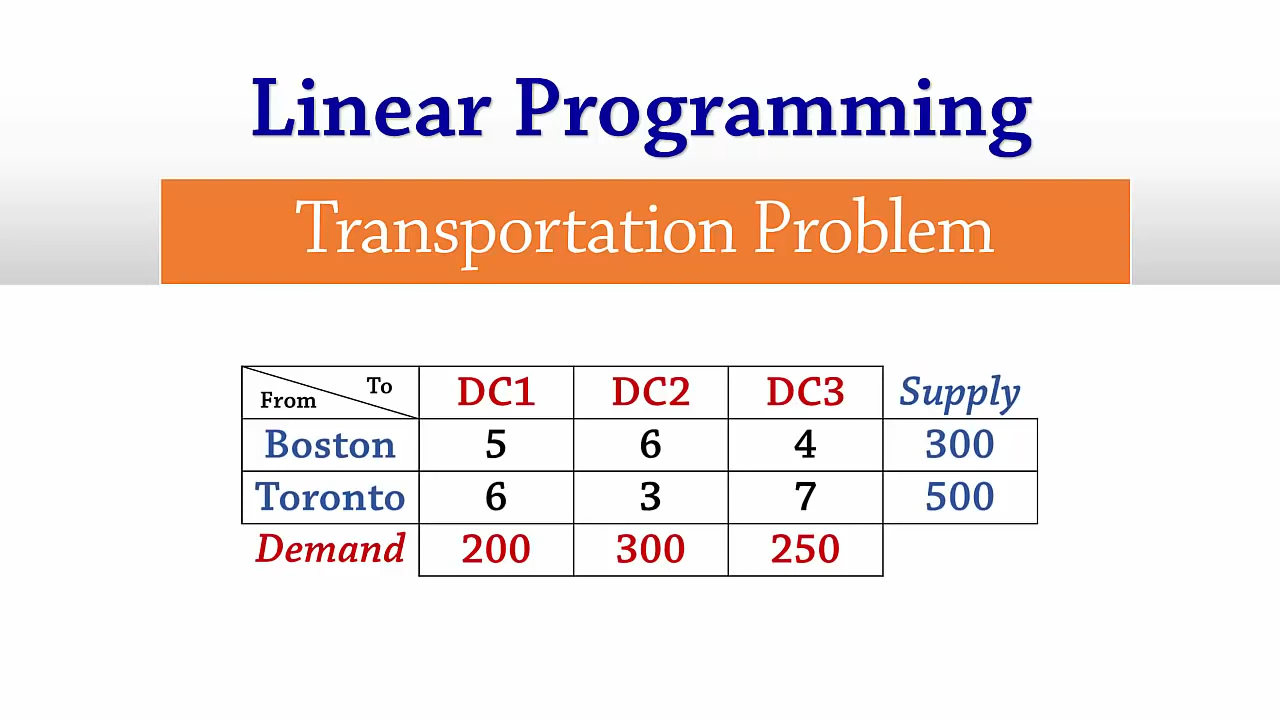 Linear Programming
Transportation Problem
From To DC1 DC2 DC3 Supply
Boston 5 6 4 300
Toronto 6 3 7 500
Demand 200 300 250